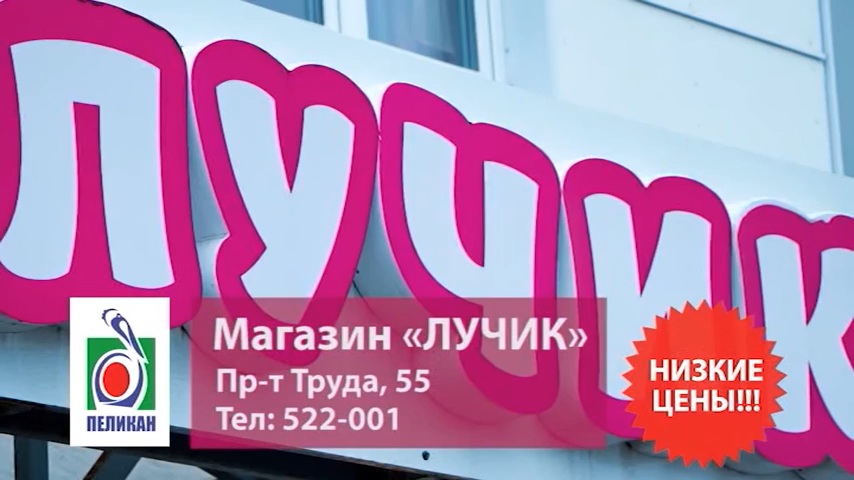 ЛУЧИК
Магазин «ЛУЧИК»
Пр-т Труда, 55
Тел: 522-001
ПЕЛИКАН
НИЗКИЕ
ЦЕНЫ!!!